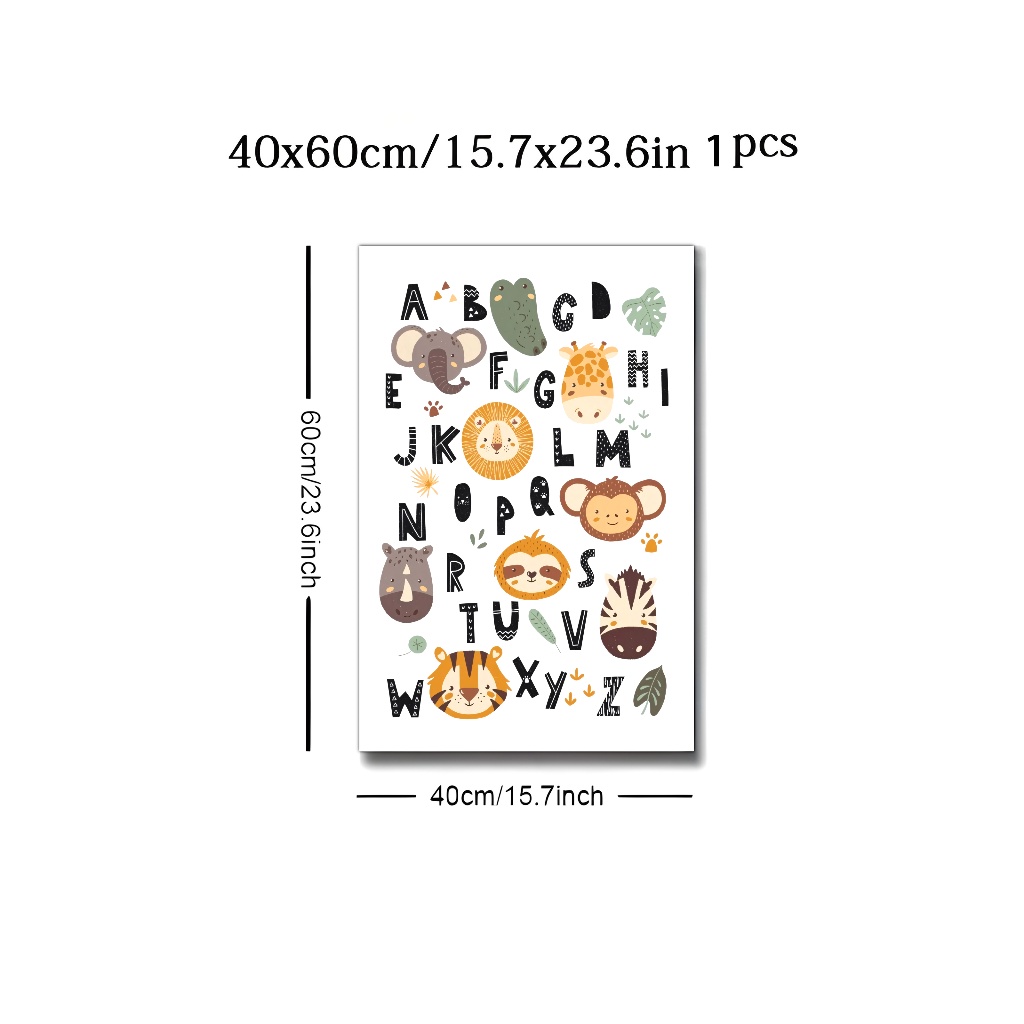 40x60cm/15.7x23.6in 1pcs
60cm/23.6inch
A B G D
E F G H I
J K L M
N O P Q
R S
T U V
W X Y Z
40cm/15.7inch